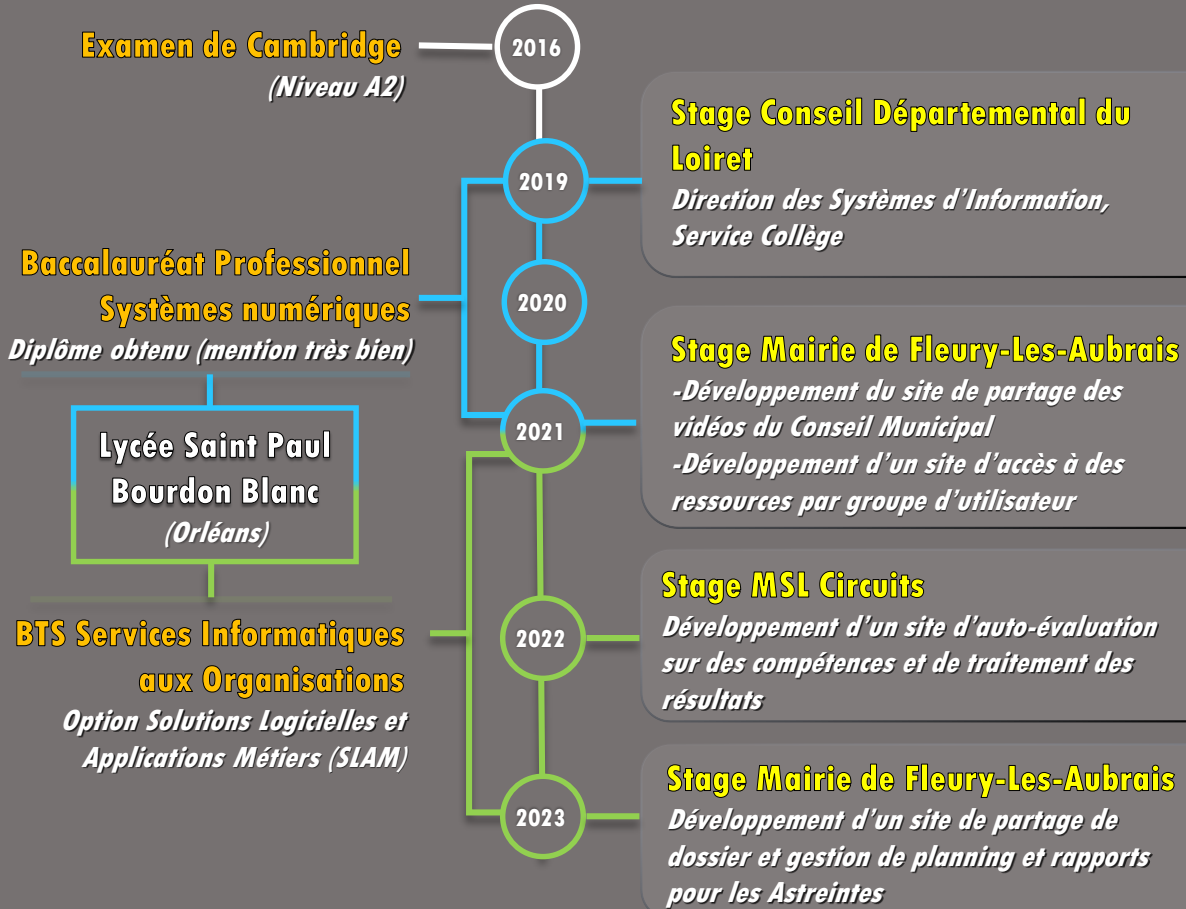 Examen de Cambridge
(Niveau A2)
2016
2019
Stage Conseil Départemental du
Loiret
Direction des Systèmes d'Information,
Service Collège
Baccalauréat Professionnel
Systèmes numériques
Diplôme obtenu (mention très bien)
2020
Lycée Saint Paul
Bourdon Blanc
(Orléans)
2021
Stage Mairie de Fleury-Les-Aubrais
-Développement du site de partage des
vidéos du Conseil Municipal
-Développement d'un site d'accès à des
ressources par groupe d'utilisateur
BTS Services Informatiques
aux Organisations
Option Solutions Logicielles et
Applications Métiers (SLAM)
2022
Stage MSL Circuits
Développement d'un site d'auto-évaluation
sur des compétences et de traitement des
résultats
2023
Stage Mairie de Fleury-Les-Aubrais
Développement d'un site de partage de
dossier et gestion de planning et rapports
pour les Astreintes